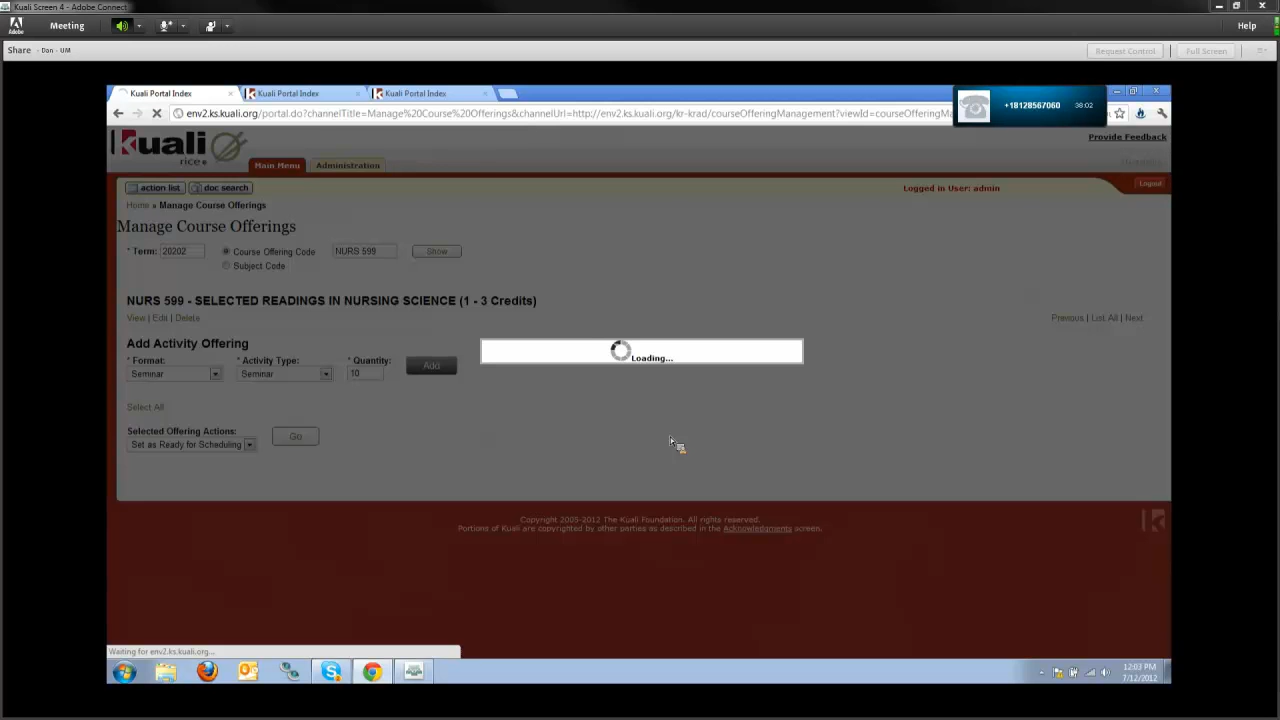 Kuali Screen 4 - Adobe Connect
Adobe
Meeting
Help
Share
Don - UM
Request Control
Full Screen
Kuali Portal Index
Kuali Portal Index
Kuali Portal Index
env2.ks.kuali.org/portal.do?channelTitle=Manage%20Course%20Offerings&channelUrl=http://env2.ks.kuali.org/kr-krad/courseOfferingManagement?viewId=courseOfferingMa
+18128567060
38:02
Kuali
rice
Provide Feedback
Main Menu
Administration
action list
doc search
Logged in User: admin
Logout
Home » Manage Course Offerings
Manage Course Offerings
* Term: 20202
Course Offering Code
NURS 599
Show
Subject Code
NURS 599 - SELECTED READINGS IN NURSING SCIENCE (1 - 3 Credits)
View | Edit | Delete
Previous | List All | Next
Add Activity Offering
* Format:
* Activity Type:
* Quantity:
Seminar
Seminar
10
Add
Loading...
Select All
Selected Offering Actions:
Set as Ready for Scheduling
Go
Copyright 2005-2012 The Kuali Foundation. All rights reserved.
Portions of Kuali are copyrighted by other parties as described in the Acknowledgments screen.
Waiting for env2.ks.kuali.org...
12:03 PM
7/12/2012